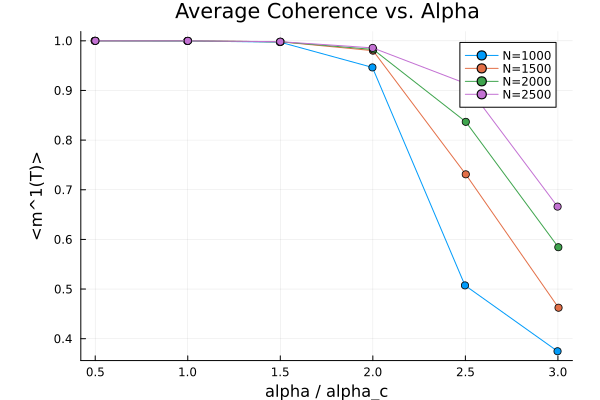 Average Coherence vs. Alpha
<m^1(T)>
1.0
0.9
0.8
0.7
0.6
0.5
0.4
N=1000
N=1500
N=2000
N=2500
0.5 1.0 1.5 2.0 2.5 3.0
alpha / alpha_c